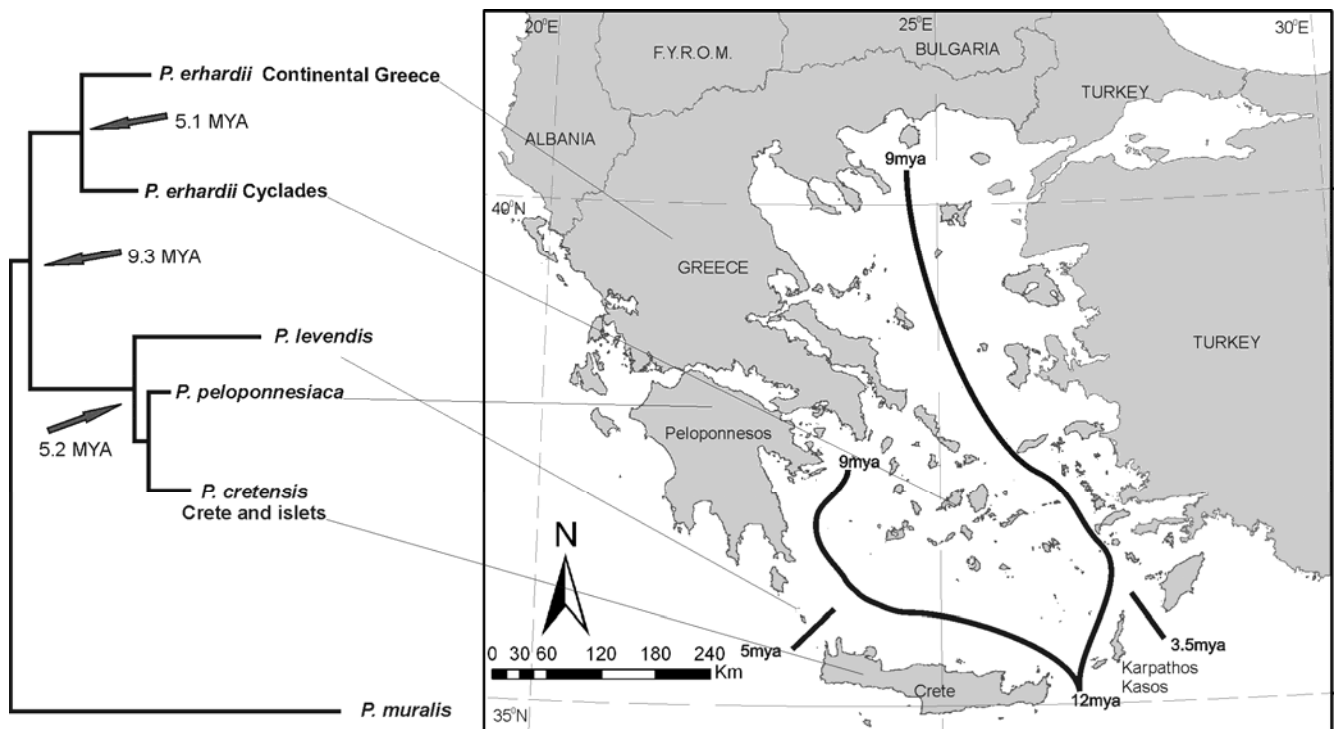 P. erhardii Continental Greece
5.1 MYA
P. erhardii Cyclades
9.3 MYA
P. levendis
P. peloponnesiaca
5.2 MYA
P. cretensis
Crete and islets
P. muralis
20°E
25°E
30°E
F.Y.R.O.M.
BULGARIA
TURKEY
ALBANIA
9mya
40°N
GREECE
TURKEY
Peloponnesos
9mya
N
5mya
3.5mya
0 30 60 120 180 240
Km
Karpathos
Kasos
Crete
12mya
35°N